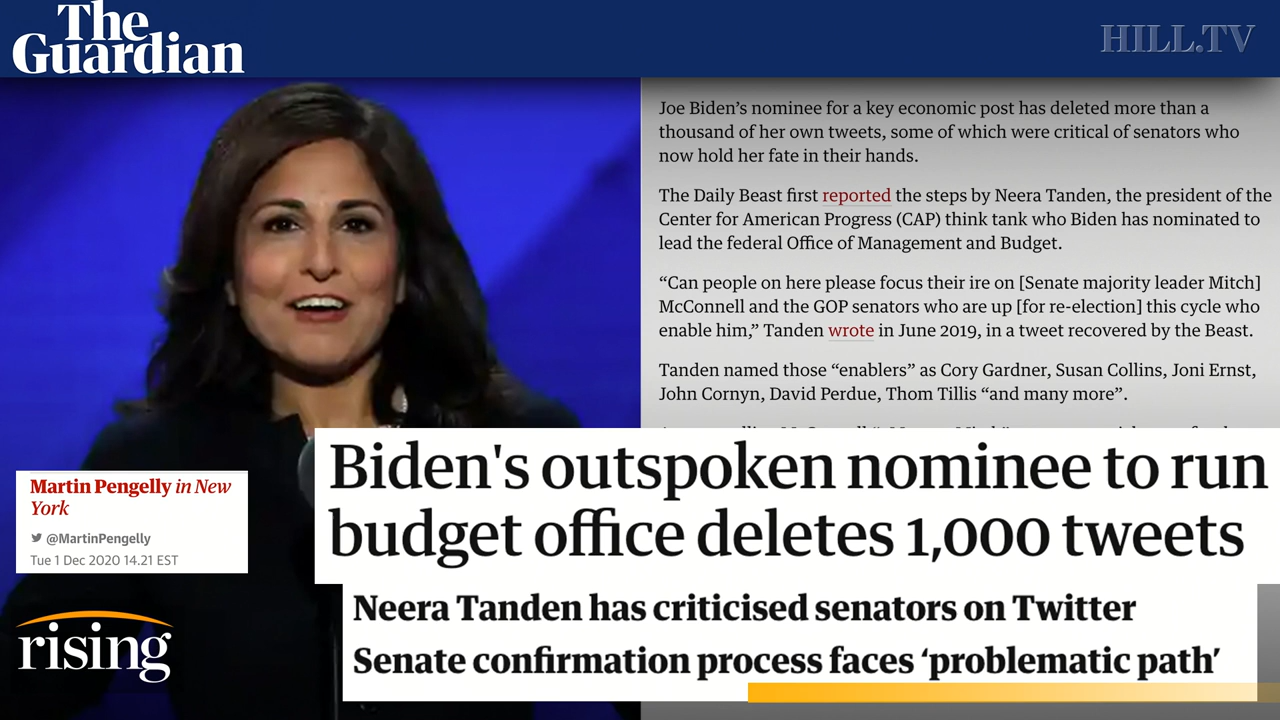 The
Guardian
HILL.TV
Joe Biden’s nominee for a key economic post has deleted more than a
thousand of her own tweets, some of which were critical of senators who
now hold her fate in their hands.
The Daily Beast first reported the steps by Neera Tanden, the president of the
Center for American Progress (CAP) think tank who Biden has nominated to
lead the federal Office of Management and Budget.
“Can people on here please focus their ire on [Senate majority leader Mitch]
McConnell and the GOP senators who are up [for re-election] this cycle who
enable him,” Tanden wrote in June 2019, in a tweet recovered by the Beast.
Tanden named those “enablers” as Cory Gardner, Susan Collins, Joni Ernst,
John Cornyn, David Perdue, Thom Tillis “and many more”.
Biden's outspoken nominee to run
budget office deletes 1,000 tweets
Martin Pengelly in New
York
@MartinPengelly
Tue 1 Dec 2020 14.21 EST
Neera Tanden has criticised senators on Twitter
Senate confirmation process faces ‘problematic path’
rising